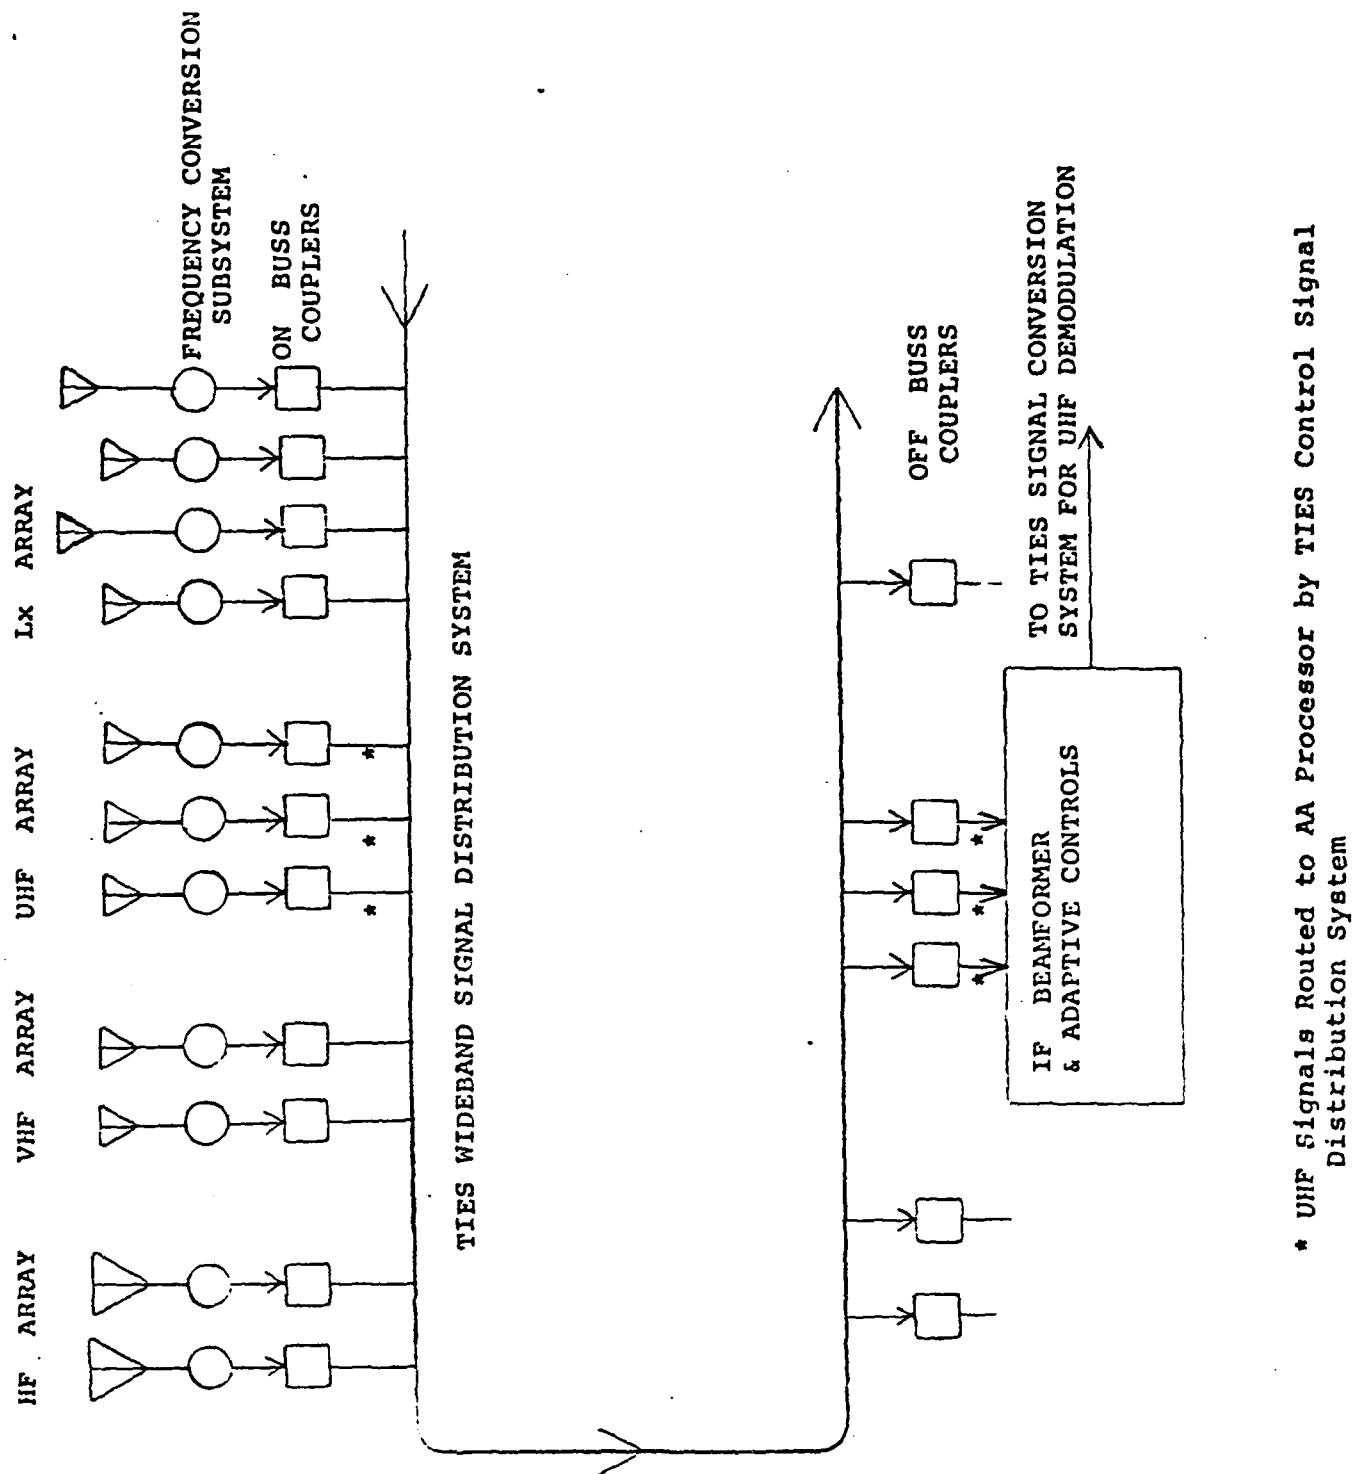 HF ARRAY
VHF ARRAY
UHF ARRAY
Lx ARRAY
FREQUENCY CONVERSION
SUBSYSTEM
ON BUSS
COUPLERS
*
*
*
TIES WIDEBAND SIGNAL DISTRIBUTION SYSTEM
OFF BUSS
COUPLERS
*
*
*
IF BEAMFORMER
& ADAPTIVE CONTROLS
TO TIES SIGNAL CONVERSION
SYSTEM FOR UHF DEMODULATION
* UHF Signals Routed to AA Processor by TIES Control Signal
Distribution System